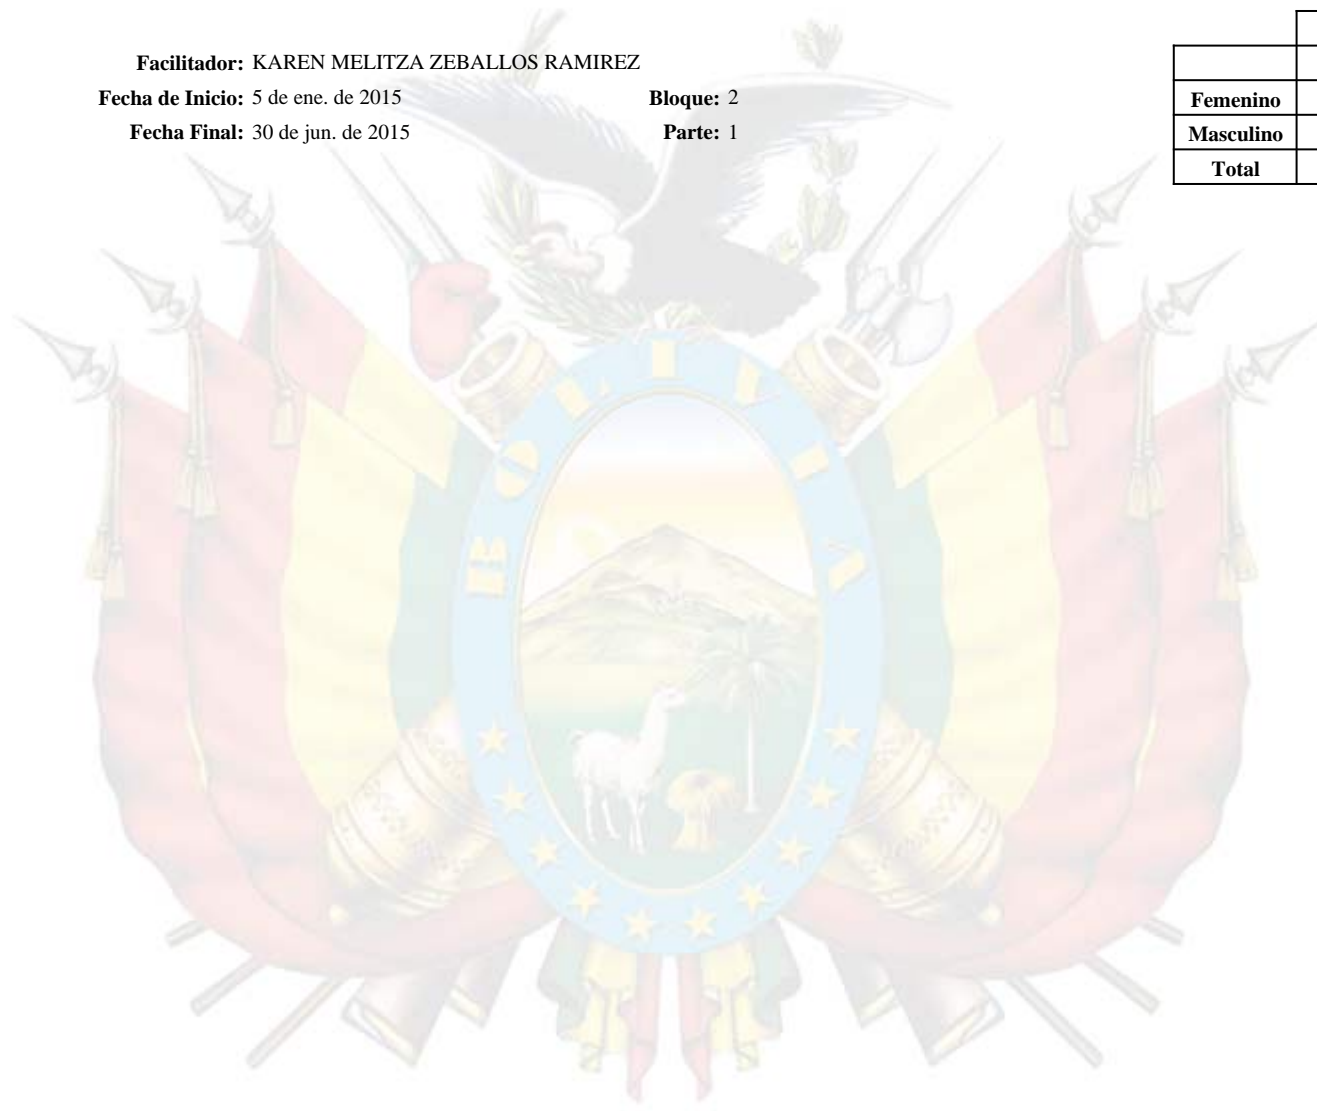 Facilitador: KAREN MELITZA ZEBALLOS RAMIREZ
Fecha de Inicio: 5 de ene. de 2015 Bloque: 2
Fecha Final: 30 de jun. de 2015 Parte: 1
Femenino
Masculino
Total
BOLIVIA